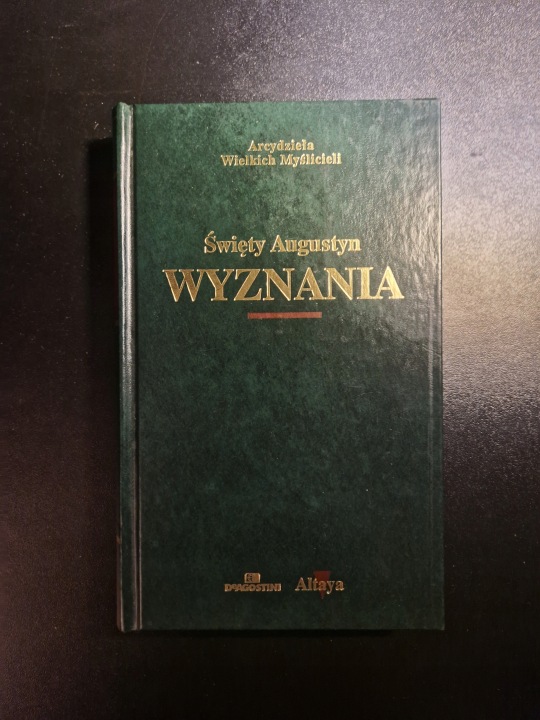 Arcydzieła
Wielkich Myślicieli
Święty Augustyn
WYZNANIA
DEAGOSTINI Altaya